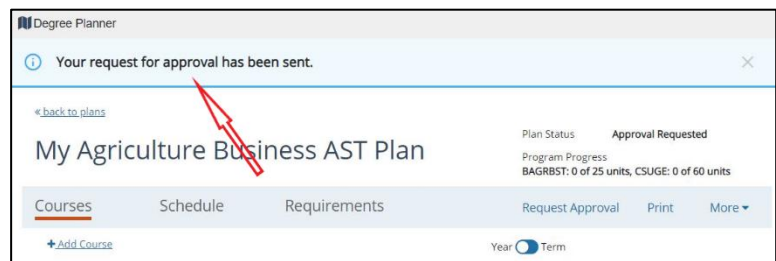 Degree Planner
Your request for approval has been sent.
« back to plans
My Agriculture Business AST Plan
Plan Status Approval Requested
Program Progress
BAGRBST: 0 of 25 units, CSUGE: 0 of 60 units
Courses Schedule Requirements Request Approval Print More
+ Add Course Year Term